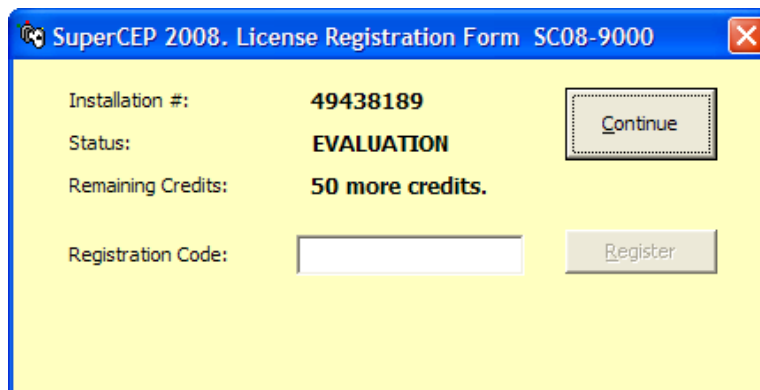 SuperCEP 2008. License Registration Form SC08-9000
Installation #: 49438189
Continue
Status: EVALUATION
Remaining Credits: 50 more credits.
Registration Code:
Register